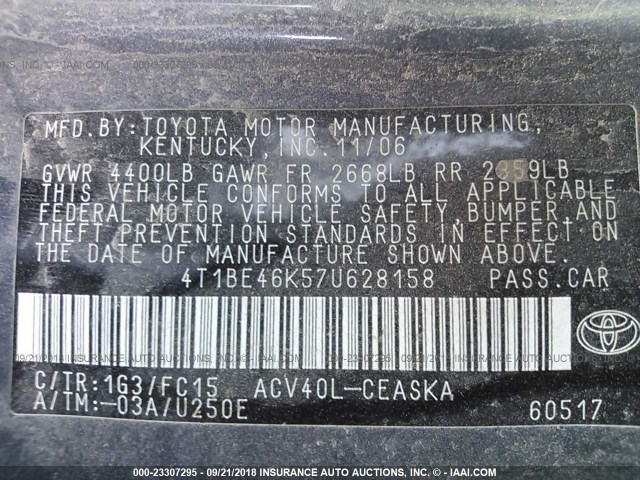 MFD. BY: TOYOTA MOTOR MANUFACTURING,
KENTUCKY, INC. 11/06
GVWR 4400LB GAWR FR 2668LB RR
THIS VEHICLE CONFORMS TO ALL APPLICABLE
FEDERAL MOTOR VEHICLE SAFETY, BUMPER, AND
THEFT PREVENTION STANDARDS IN EFFECT ON
THE DATE OF MANUFACTURE SHOWN ABOVE.
4T1BE46K57U628158 PASS. CAR
C/TR: 1G3/FC15 ACV40L-CEASKA
A/TM: -03A/U250E 60517
000-23307295 - 09/21/2018 INSURANCE AUTO AUCTIONS, INC. - IAAI.COM